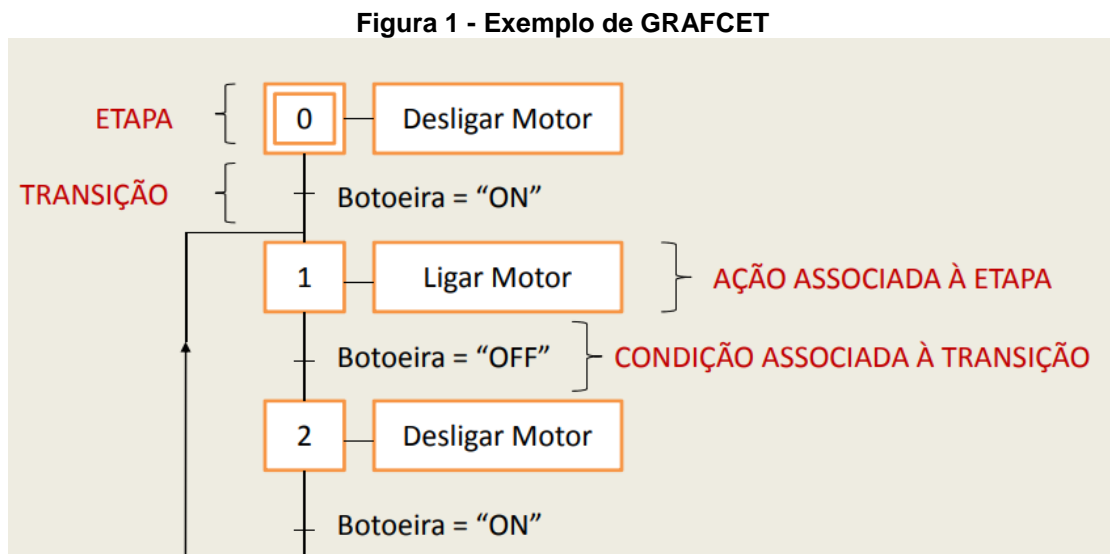 Figura 1 - Exemplo de GRAFCET
ETAPA
0
Desligar Motor
TRANSIÇÃO
Botoeira = “ON”
1
Ligar Motor
AÇÃO ASSOCIADA À ETAPA
Botoeira = “OFF”
CONDIÇÃO ASSOCIADA À TRANSIÇÃO
2
Desligar Motor
Botoeira = “ON”